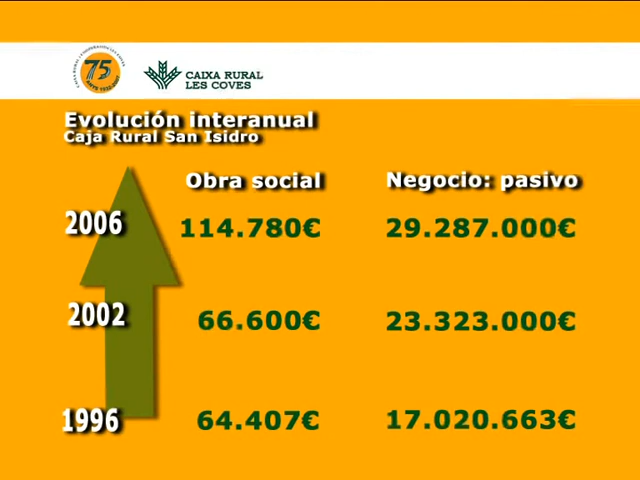 75
CAIXA RURAL
LES COVES
Evolución interanual
Caja Rural San Isidro
Obra social Negocio: pasivo
2006 114.780€ 29.287.000€
2002 66.600€ 23.323.000€
1996 64.407€ 17.020.663€